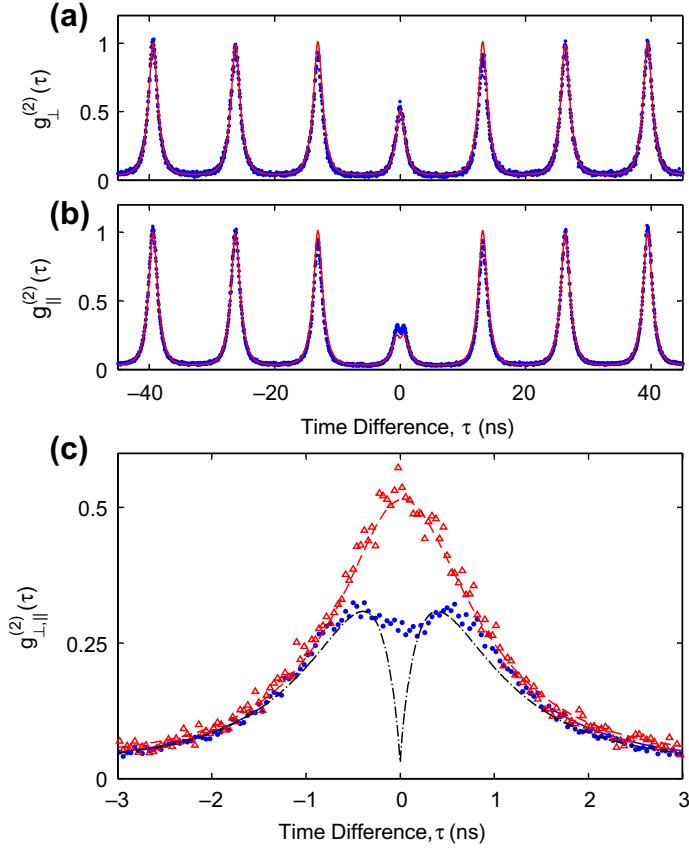 (a)
1
0.5
0
g⊥(2)(τ)
(b)
1
0.5
0
g||(2)(τ)
−40 −20 0 20 40
Time Difference, τ (ns)
(c)
0.5
0.25
0
g⊥,||(2)(τ)
−3 −2 −1 0 1 2 3
Time Difference, τ (ns)